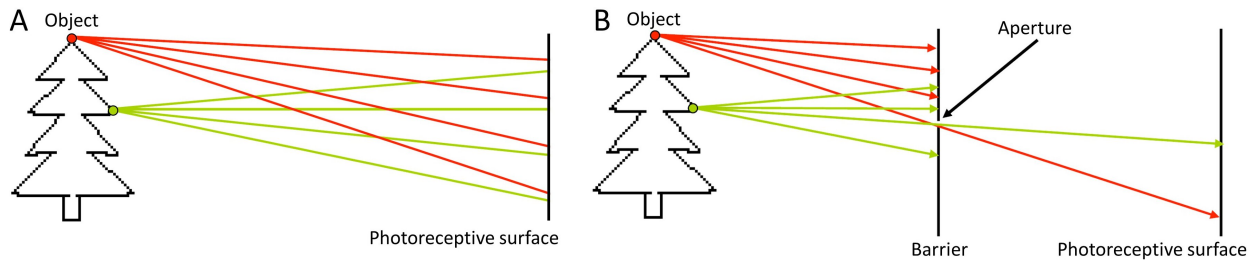 A
Object
Photoreceptive surface
B
Object
Aperture
Barrier
Photoreceptive surface